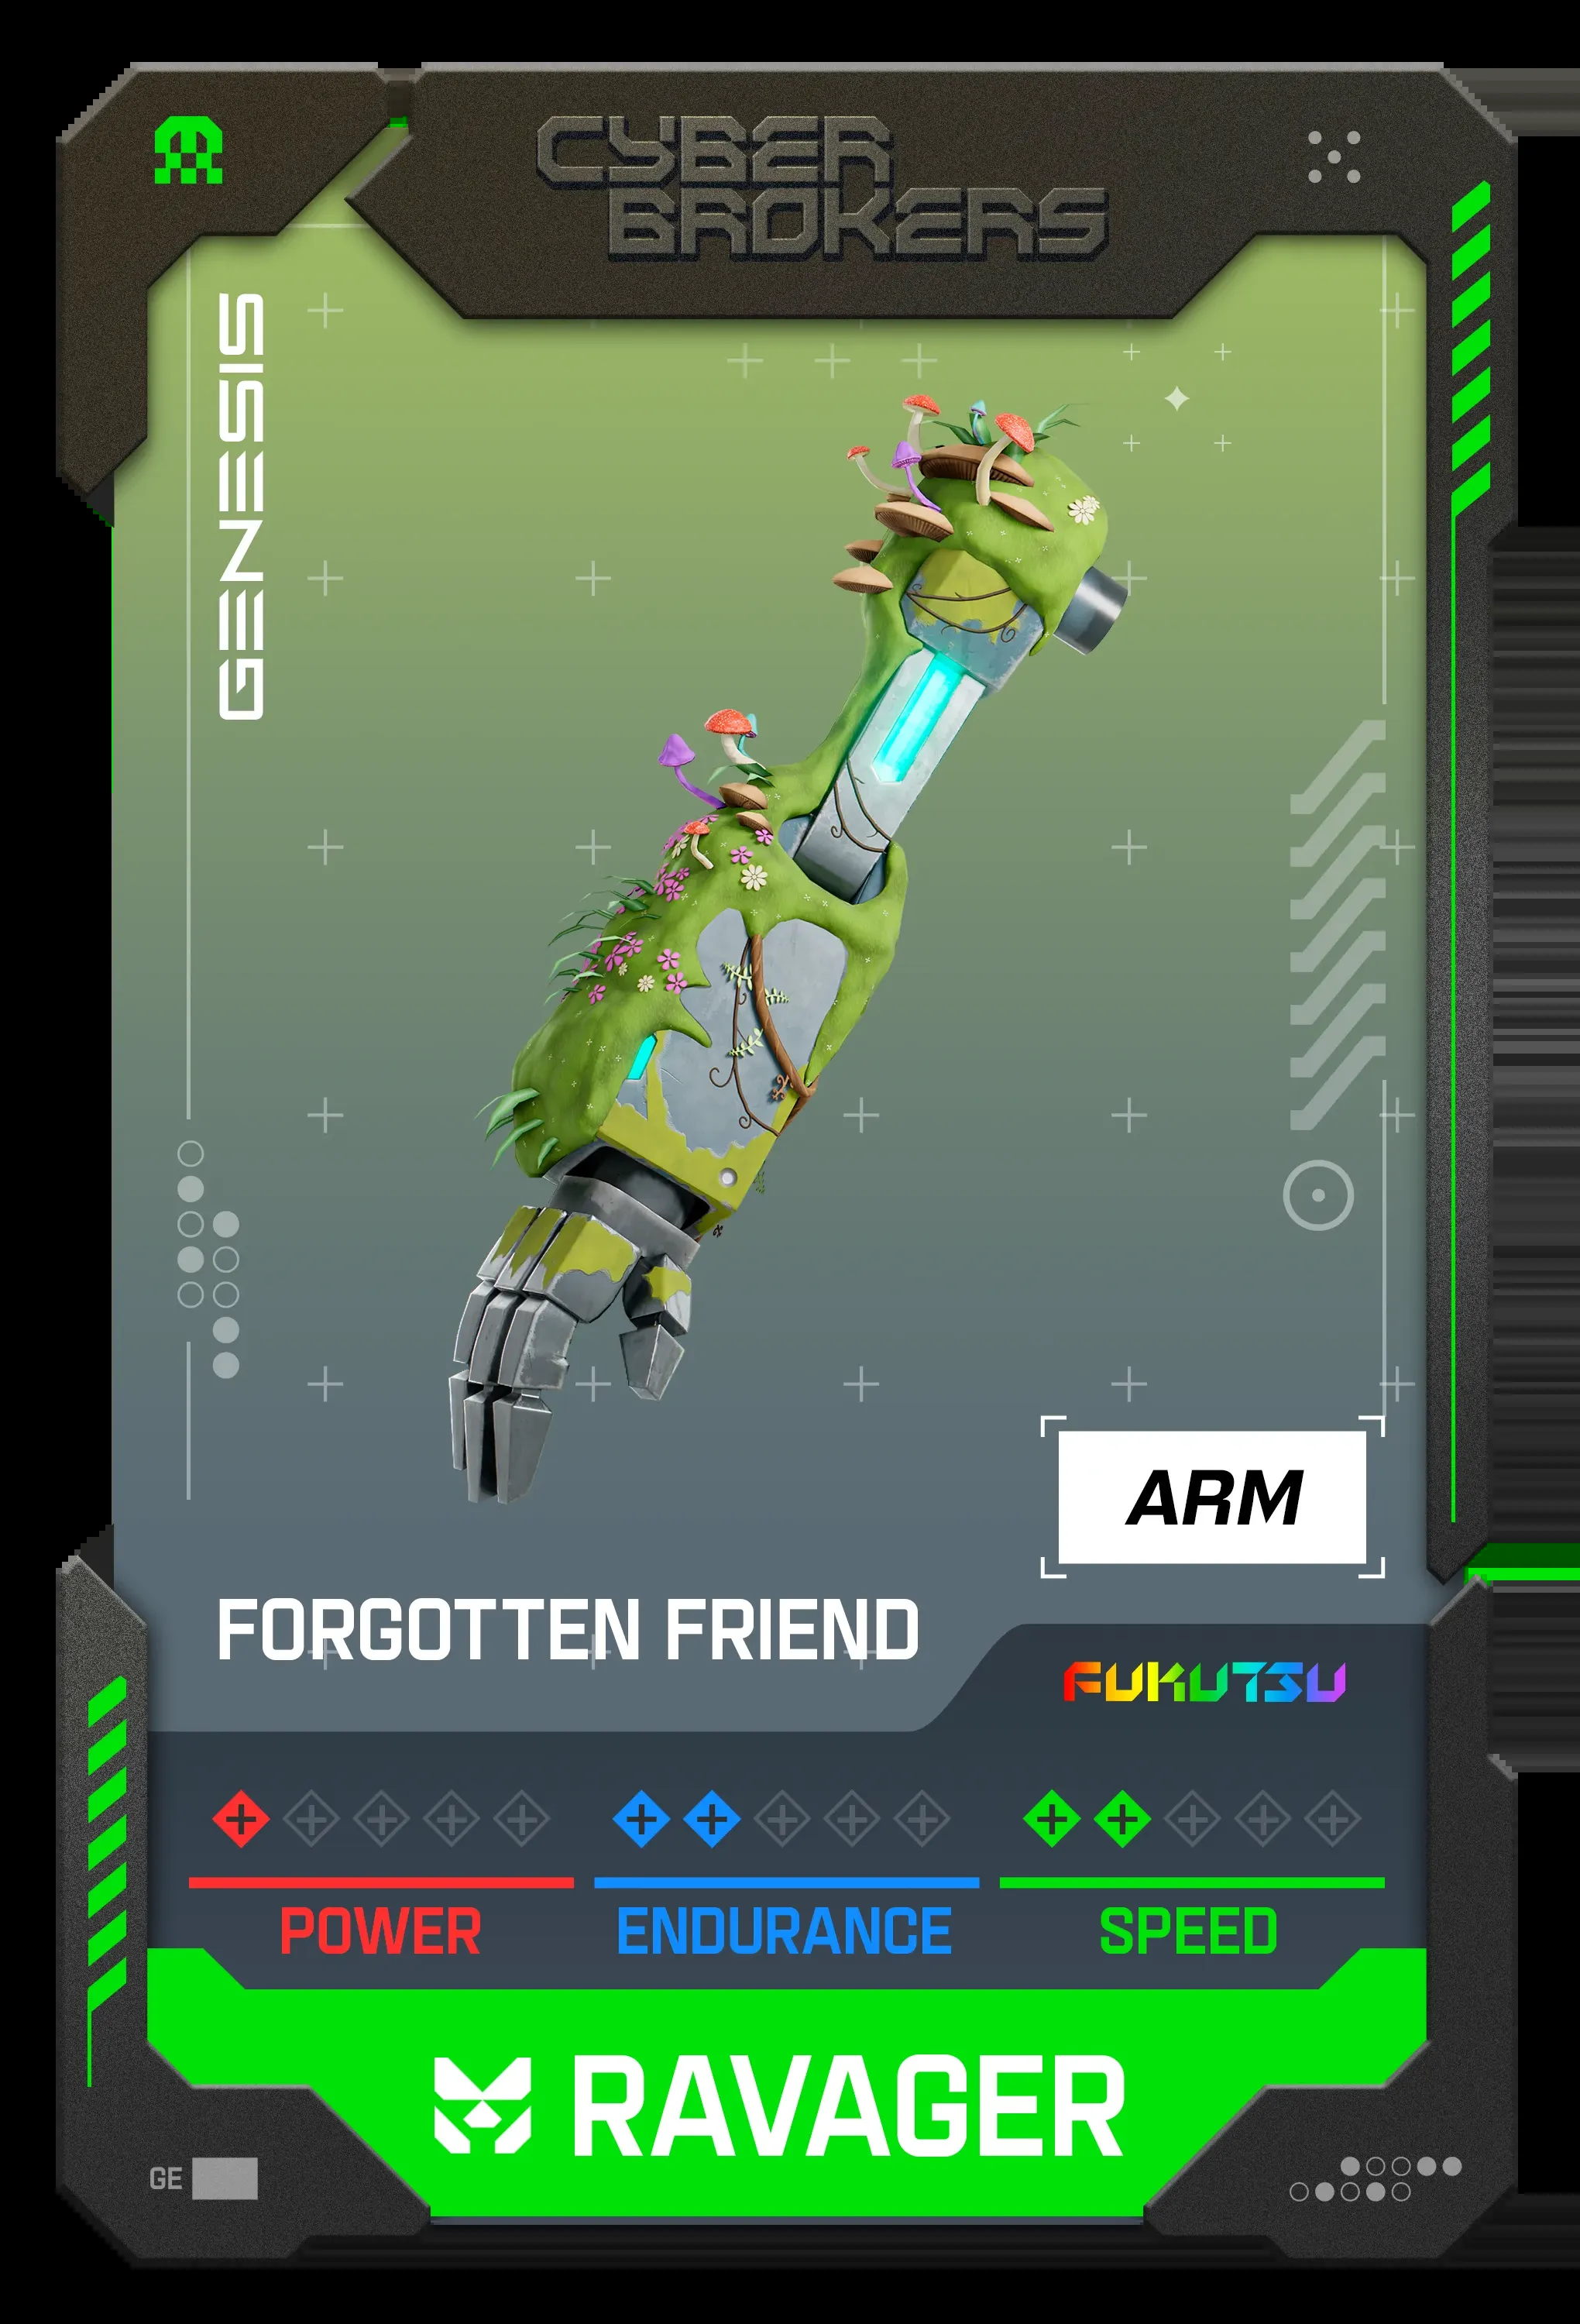 CYBER
BROKERS
GENESIS
ARM
FORGOTTEN FRIEND
FUKUTSU
POWER
ENDURANCE
SPEED
RAVAGER
GE